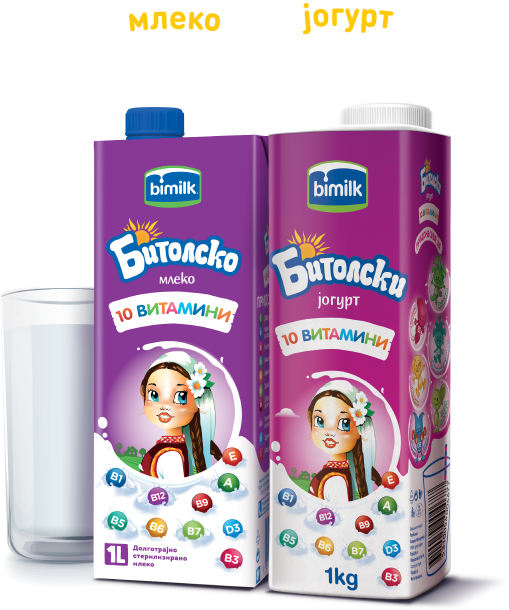 млеко
јогурт
bimilk
Битолско
млеко
10 ВИТАМИНИ
B1
B12
B9
E
A
B5
B6
B7
D3
B3
1L
Долготрајно
стерилизирано
млеко
bimilk
Битолски
јогурт
10 ВИТАМИНИ
B1
B12
B9
E
A
B5
B6
B7
D3
B3
1kg